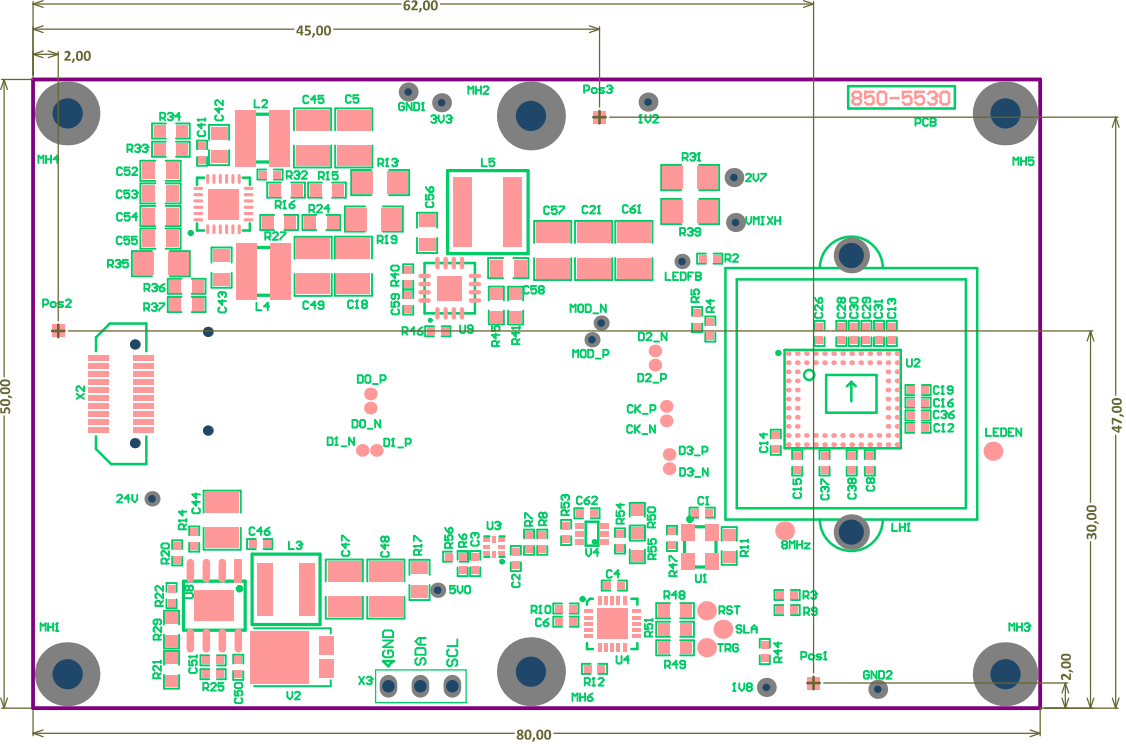 62,00
45,00
2,00
C42
L2
C45
C5
GND1
3V3
MH2
Pos3
1V2
850-5530
PCB
R34
R33
C41
MH4
MH5
C52
C53
C54
C55
R32
R15
R13
R16
R24
R27
R19
C56
L5
C57
C21
C61
R31
2V7
R39
VMIXH
R35
R36
R37
C43
L4
C49
C18
R40
C59
R46
U9
C58
R45
R41
LEDFB
R2
R5
R4
Pos2
MOD_N
MOD_P
D2_N
D2_P
C26
C28
C30
C29
C31
C13
U2
X2
50,00
47,00
D0_P
D0_N
D1_N
D1_P
CK_P
CK_N
D3_P
D3_N
C19
C16
C36
C12
C14
C15
C37
C38
C8
LEDEN
24V
C44
R14
R20
C46
L3
C47
C48
R17
R56
R6
C3
U3
C2
R7
R8
R53
C62
V4
R54
R50
R55
R47
C1
U1
R11
8MHz
LH1
30,00
U8
R22
R29
R21
C51
R25
C50
V2
5V0
GND
SDA
SCL
X3
C4
R10
C6
U4
R12
R48
R51
R49
RST
SLA
TRG
R3
R9
R44
Pos1
MH1
MH6
MH3
1V8
GND2
2,00
80,00